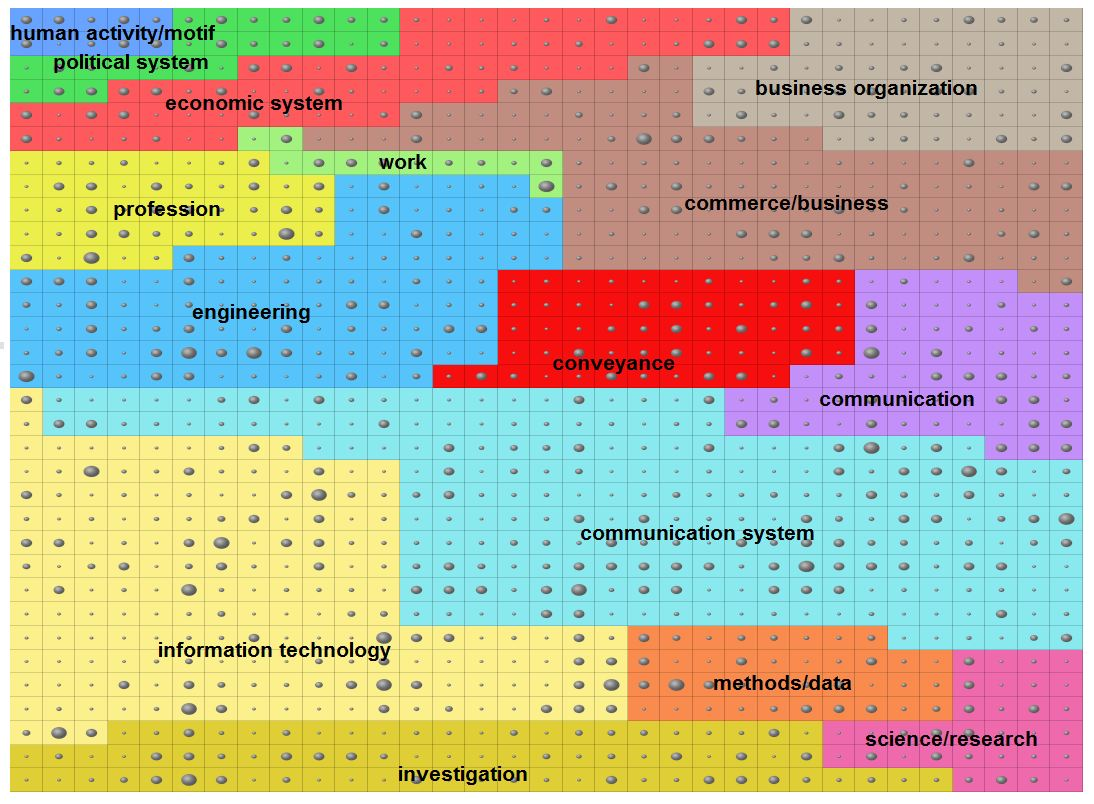 human activity/motif
political system
business organization
economic system
work
commerce/business
profession
engineering
conveyance
communication
communication system
information technology
methods/data
science/research
investigation